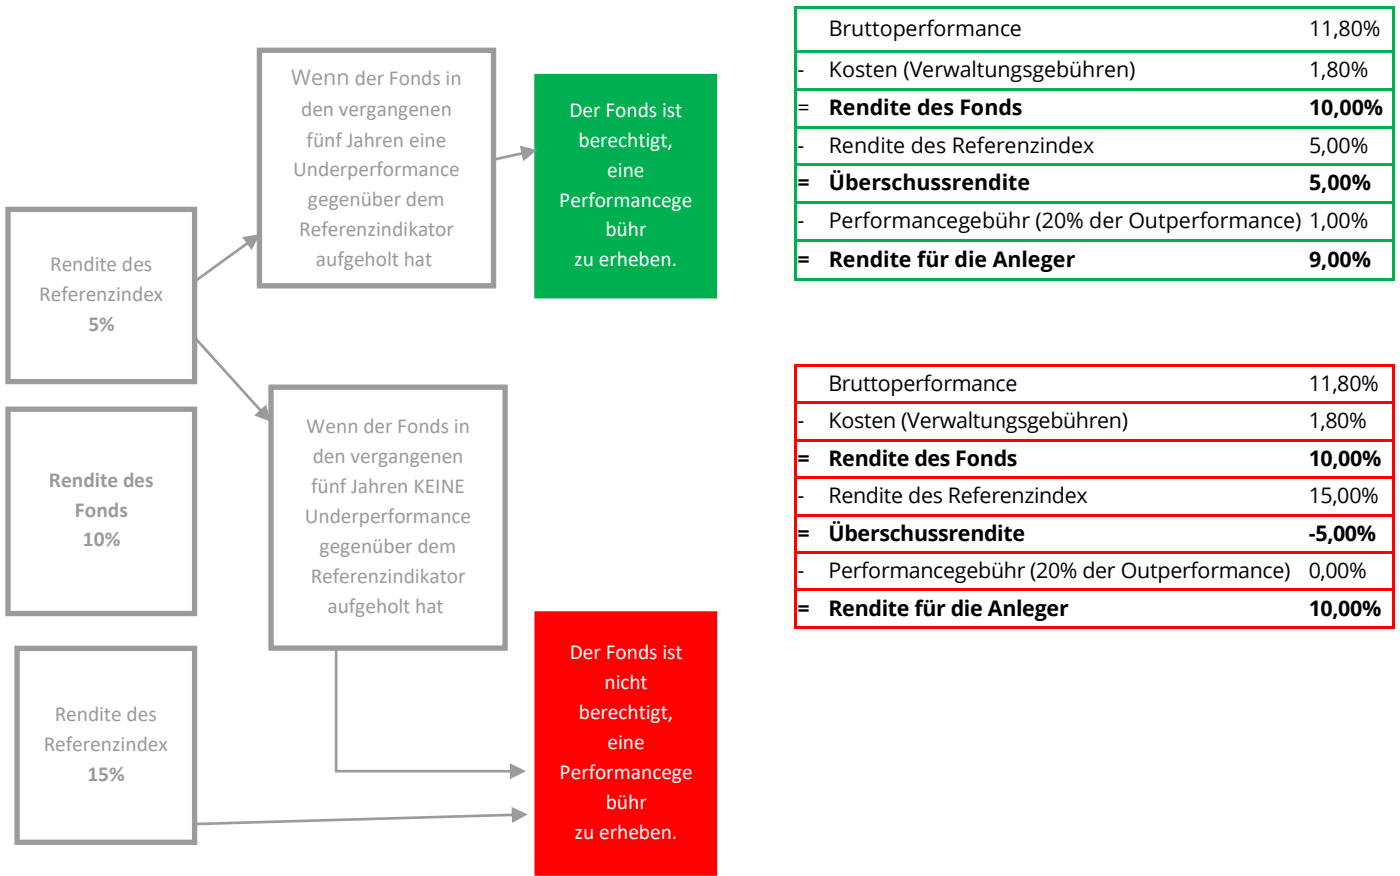 Rendite des
Referenzindex
5%
Rendite des
Fonds
10%
Rendite des
Referenzindex
15%
Wenn der Fonds in
den vergangenen
fünf Jahren eine
Underperformance
gegenüber dem
Referenzindikator
aufgeholt hat
Wenn der Fonds in
den vergangenen
fünf Jahren KEINE
Underperformance
gegenüber dem
Referenzindikator
aufgeholt hat
Der Fonds ist
berechtigt,
eine
Performancege
bühr
zu erheben.
Der Fonds ist
nicht
berechtigt,
eine
Performancege
bühr
zu erheben.
Bruttoperformance 11,80%
- Kosten (Verwaltungsgebühren) 1,80%
= Rendite des Fonds 10,00%
- Rendite des Referenzindex 5,00%
= Überschussrendite 5,00%
- Performancegebühr (20% der Outperformance) 1,00%
= Rendite für die Anleger 9,00%
Bruttoperformance 11,80%
- Kosten (Verwaltungsgebühren) 1,80%
= Rendite des Fonds 10,00%
- Rendite des Referenzindex 15,00%
= Überschussrendite -5,00%
- Performancegebühr (20% der Outperformance) 0,00%
= Rendite für die Anleger 10,00%